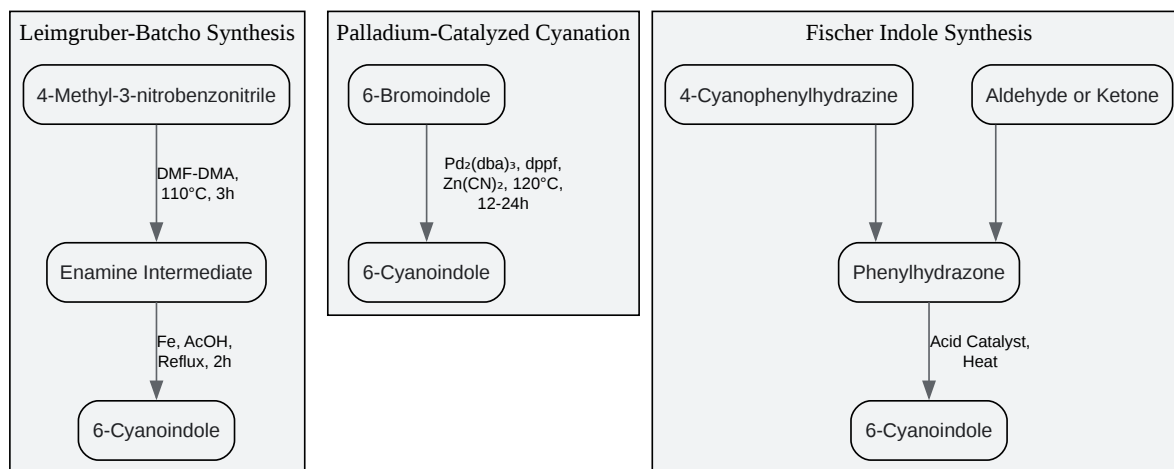 Leimgruber-Batcho Synthesis
4-Methyl-3-nitrobenzonitrile
DMF-DMA,
110°C, 3h
Enamine Intermediate
Fe, AcOH,
Reflux, 2h
6-Cyanoindole
Palladium-Catalyzed Cyanation
6-Bromoindole
Pd₂(dba)₃, dppf,
Zn(CN)₂, 120°C,
12-24h
6-Cyanoindole
Fischer Indole Synthesis
4-Cyanophenylhydrazine
Aldehyde or Ketone
Phenylhydrazone
Acid Catalyst,
Heat
6-Cyanoindole